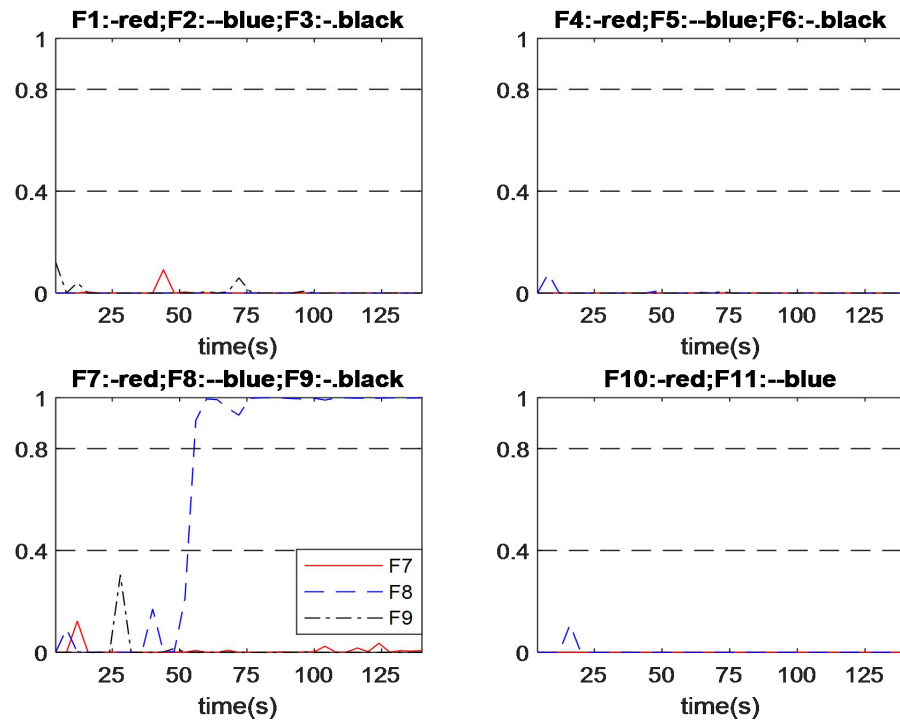 F1:-red;F2:--blue;F3:-.black
1
0.8
0.4
0
25 50 75 100 125
time(s)
F4:-red;F5:--blue;F6:-.black
1
0.8
0.4
0
25 50 75 100 125
time(s)
F7:-red;F8:--blue;F9:-.black
1
0.8
0.4
0
F7
F8
F9
25 50 75 100 125
time(s)
F10:-red;F11:--blue
1
0.8
0.4
0
25 50 75 100 125
time(s)